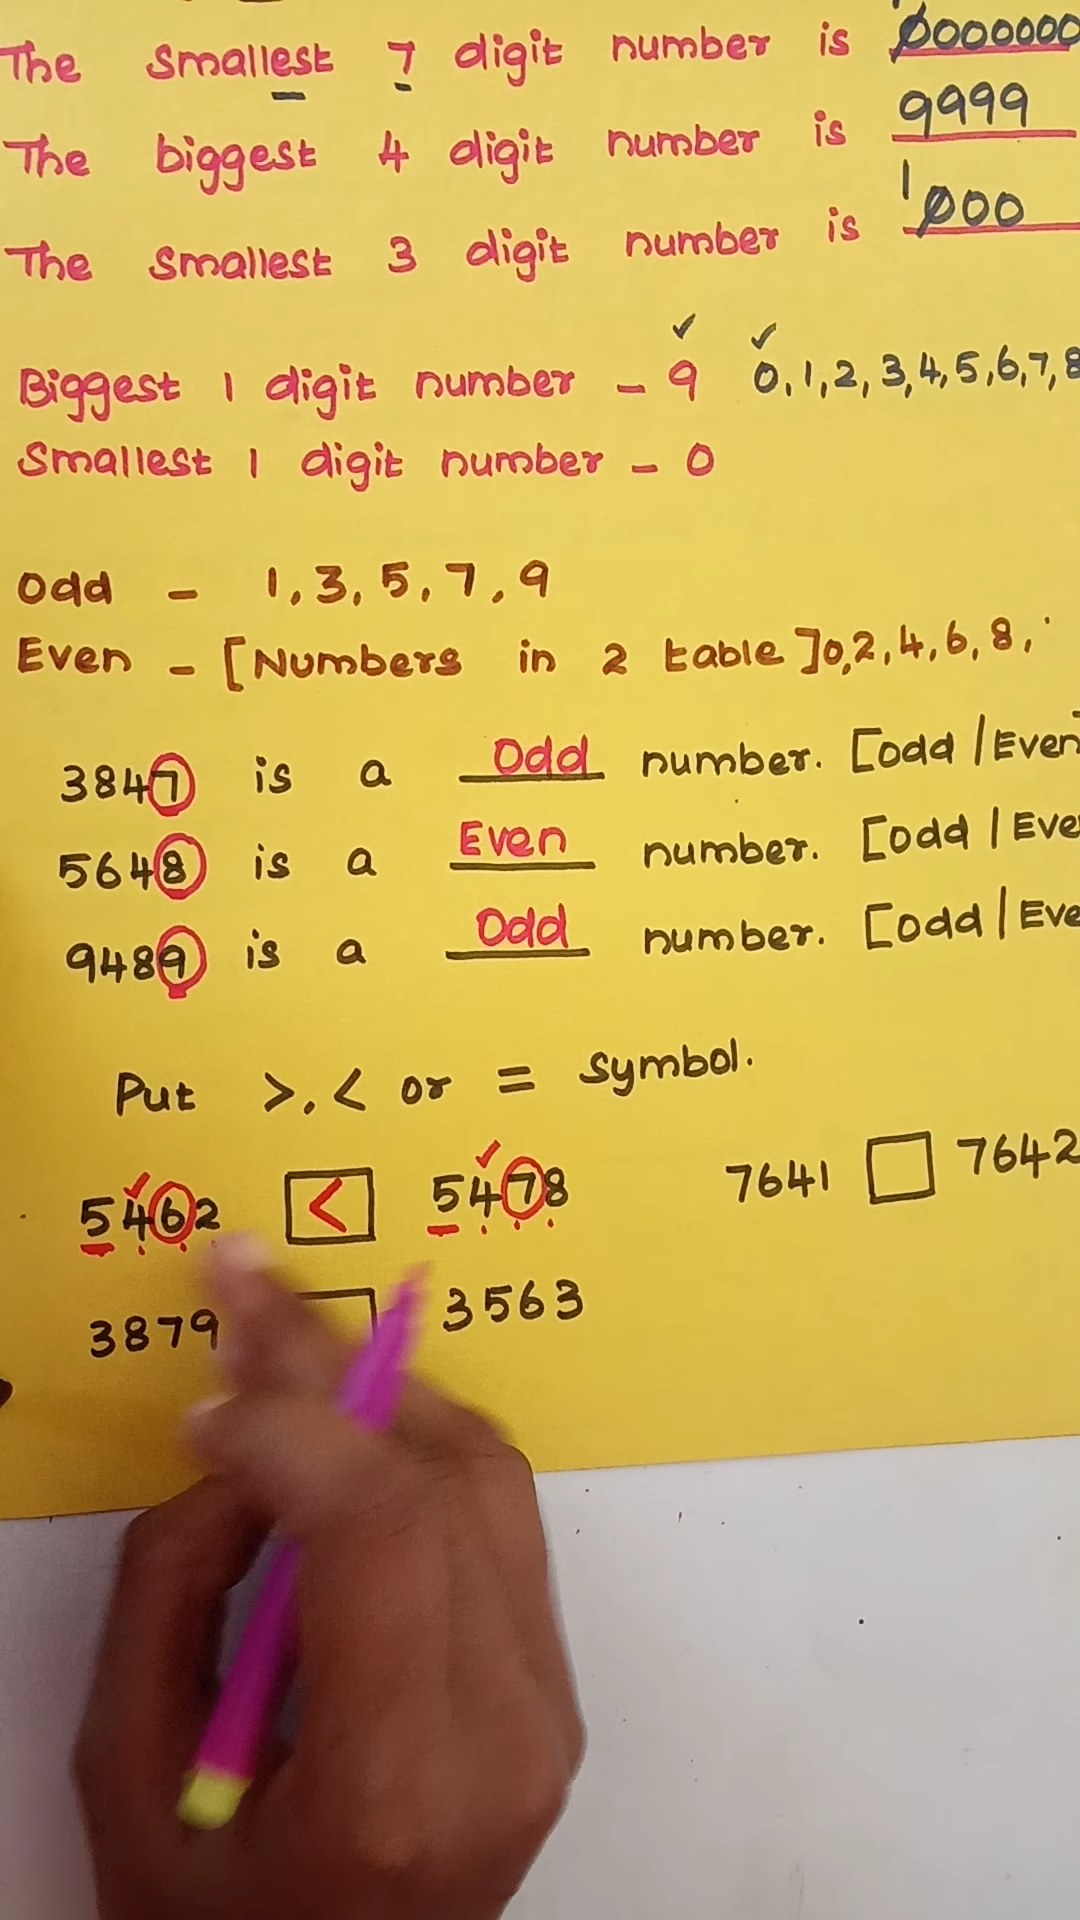 The smallest 7 digit number is 0000000
The biggest 4 digit number is 9999
The smallest 3 digit number is 1000
Biggest 1 digit number - 9 0,1,2,3,4,5,6,7,8
Smallest 1 digit number - 0
Odd - 1,3,5,7,9
Even - [Numbers in 2 table]0,2,4,6,8,
3847 is a Odd number. [odd/Even
5648 is a Even number. [odd/Eve
9489 is a Odd number. [odd/Eve
Put >,< or = symbol.
5462 < 5478 7641 7642
3879 3563